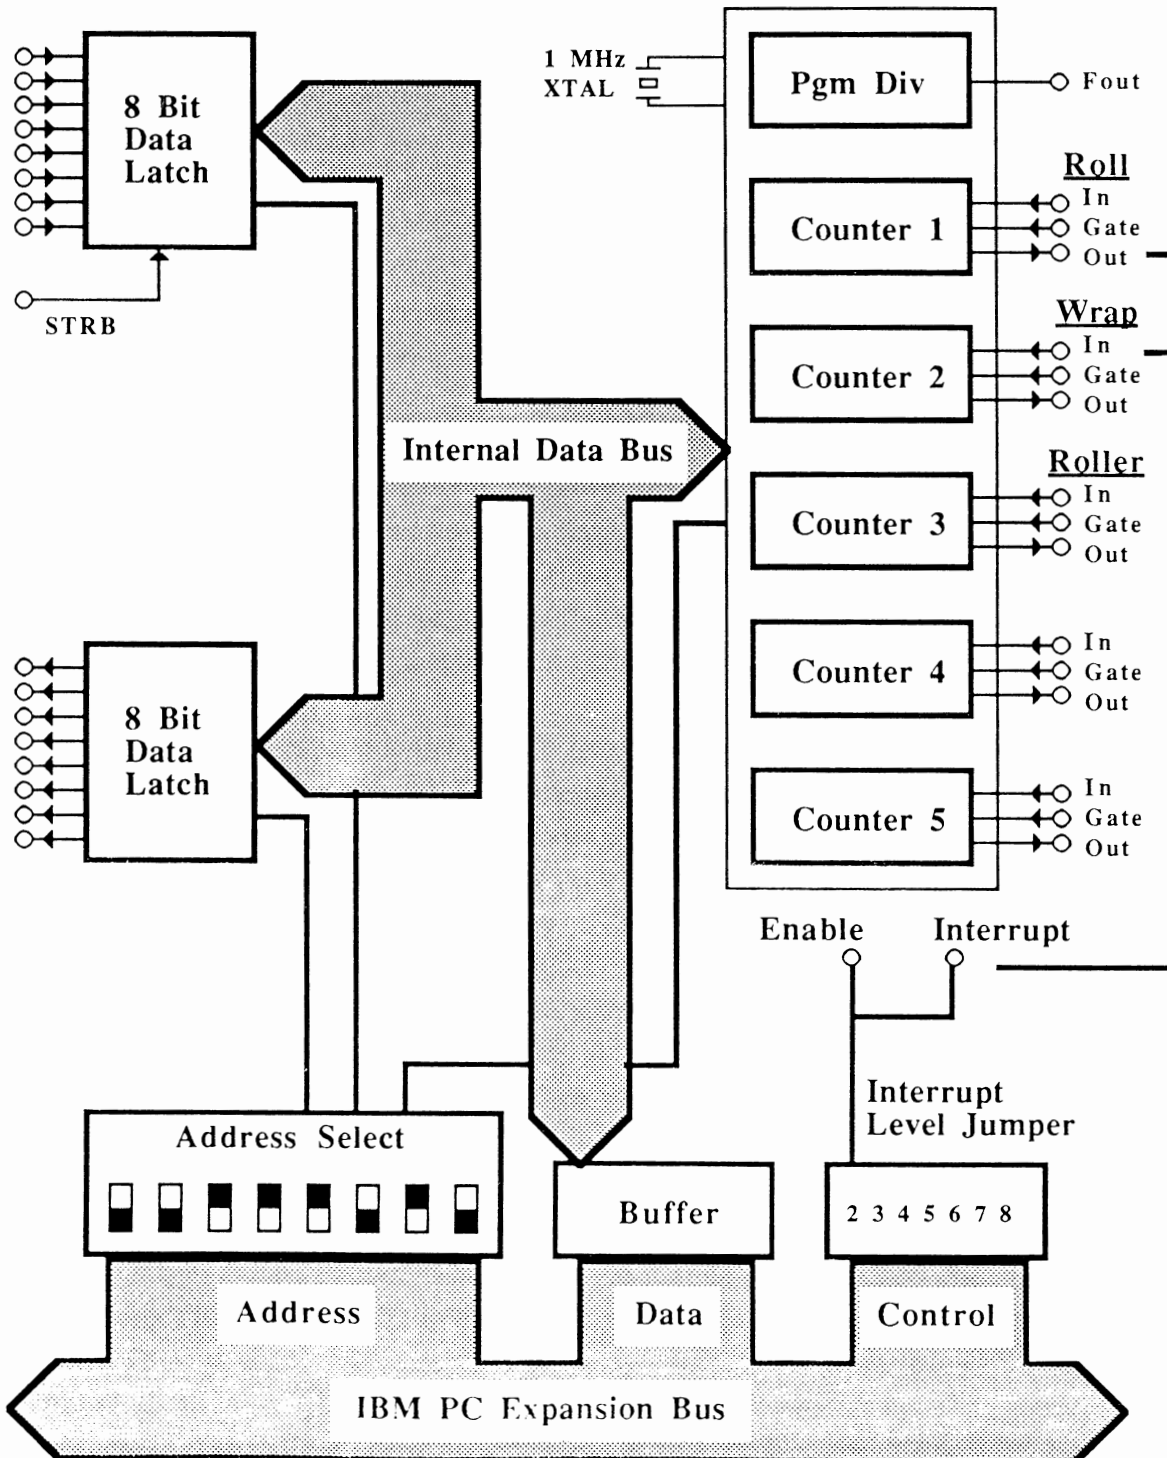 8 Bit
Data
Latch
STRB
1 MHz
XTAL
Pgm Div
Fout
Roll
Counter 1
In
Gate
Out
Wrap
Counter 2
In
Gate
Out
Internal Data Bus
Roller
Counter 3
In
Gate
Out
8 Bit
Data
Latch
Counter 4
In
Gate
Out
Counter 5
In
Gate
Out
Enable
Interrupt
Interrupt
Level Jumper
Address Select
Buffer
2 3 4 5 6 7 8
Address
Data
Control
IBM PC Expansion Bus